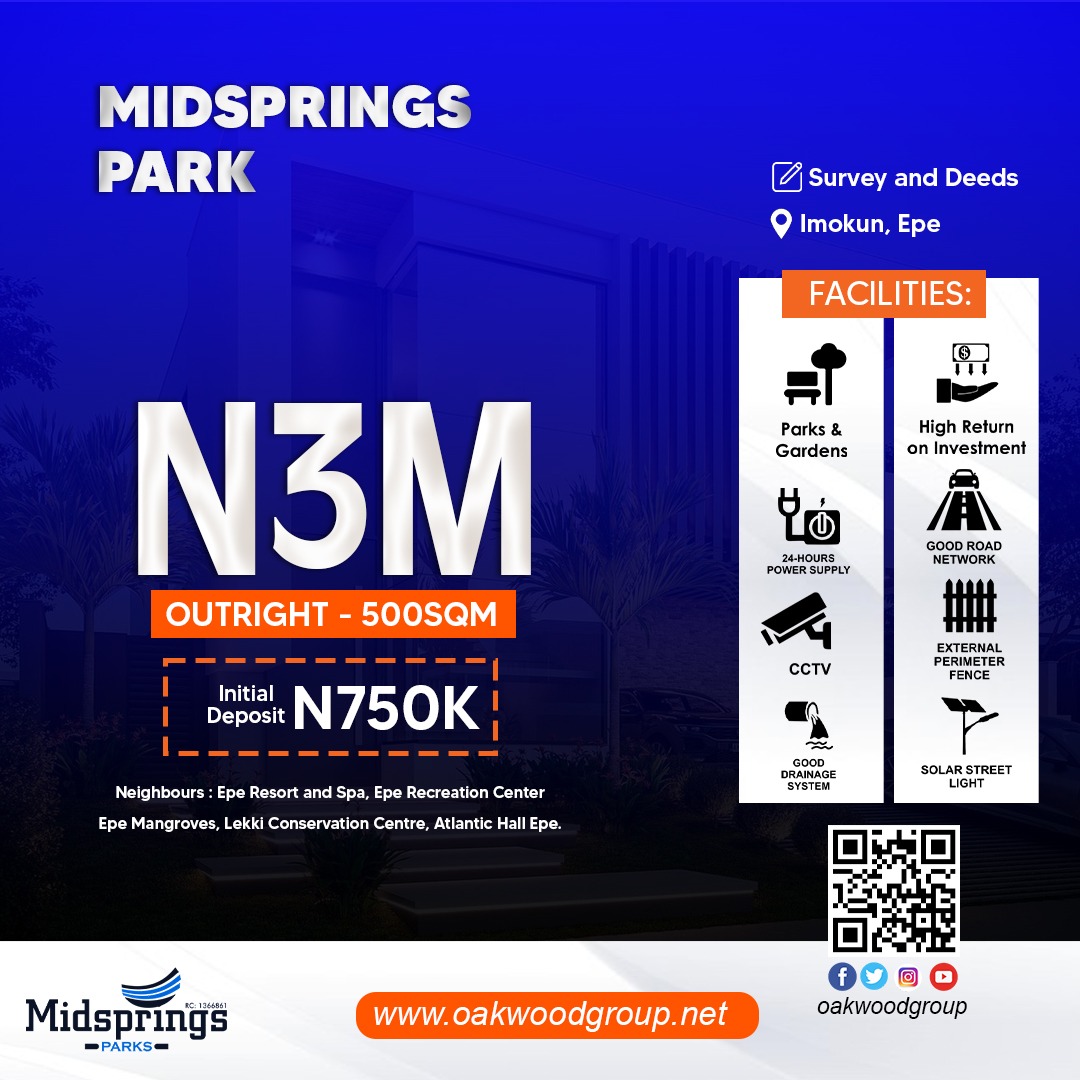 MIDSPRINGS
PARK
Survey and Deeds
Imokun, Epe
N3M
OUTRIGHT - 500SQM
Initial
Deposit
N750K
Neighbours : Epe Resort and Spa, Epe Recreation Center
Epe Mangroves, Lekki Conservation Centre, Atlantic Hall Epe.
FACILITIES:
Parks &
Gardens
High Return
on Investment
24-HOURS
POWER SUPPLY
GOOD ROAD
NETWORK
CCTV
EXTERNAL
PERIMETER
FENCE
GOOD
DRAINAGE
SYSTEM
SOLAR STREET
LIGHT
RC: 1366861
Midsprings
PARKS
www.oakwoodgroup.net
oakwoodgroup